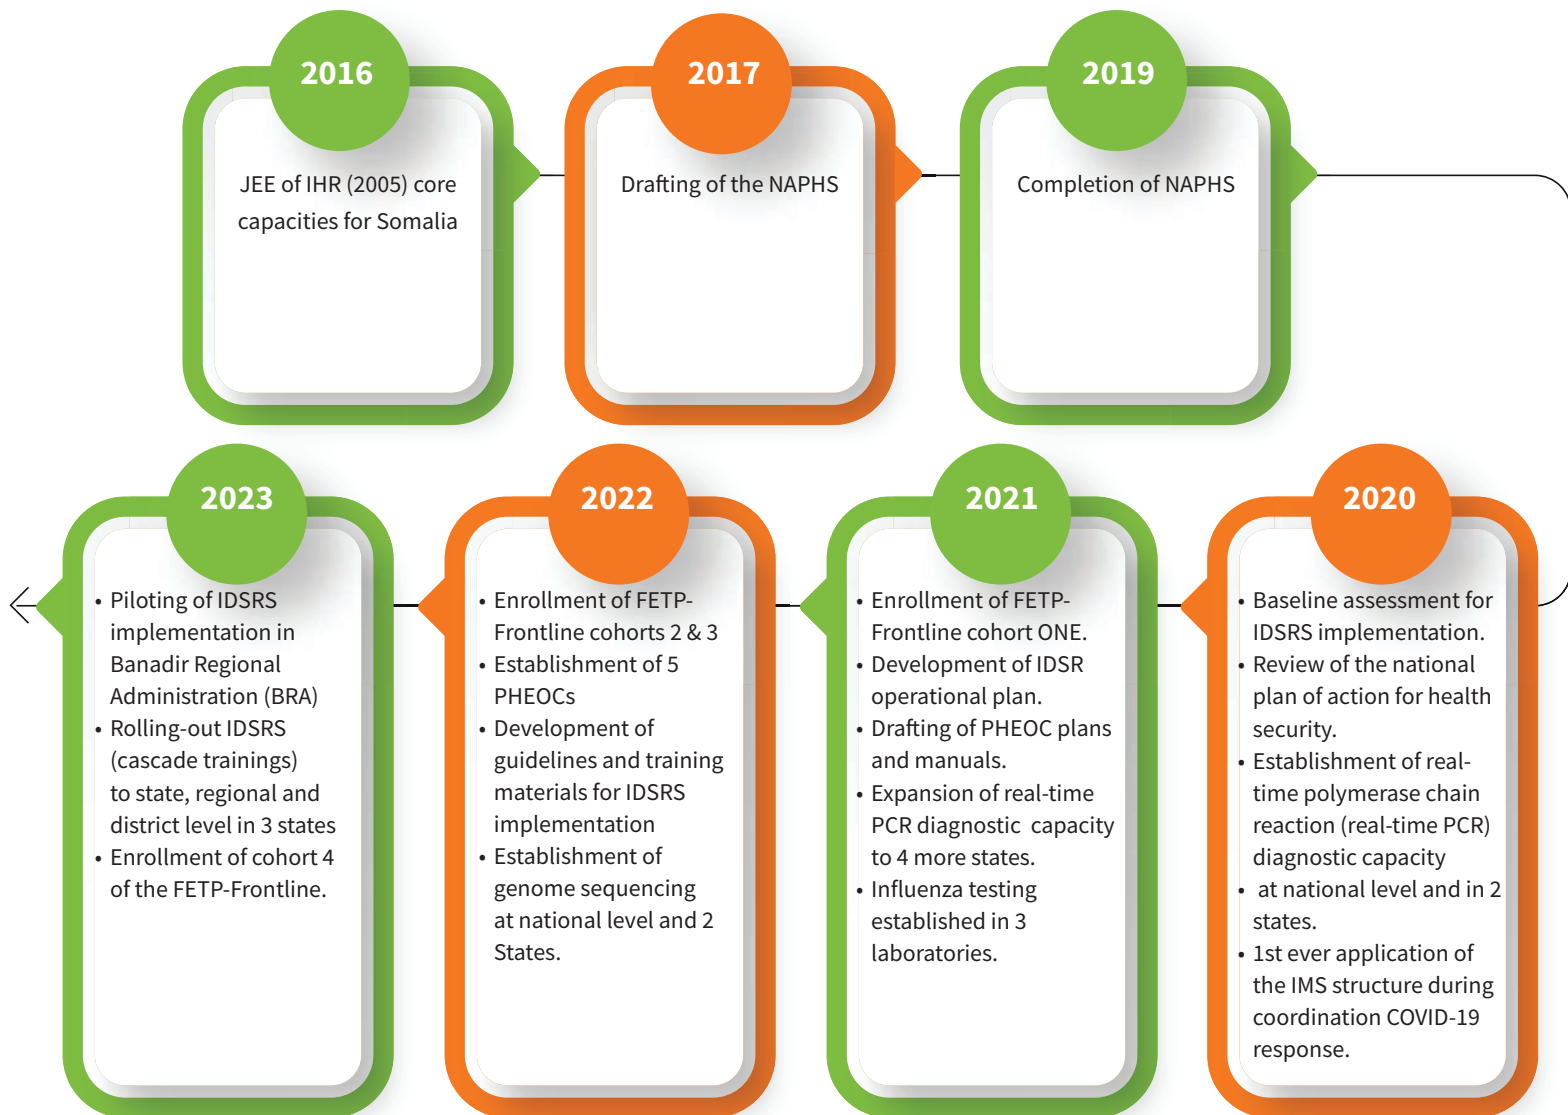 2016
JEE of IHR (2005) core
capacities for Somalia
2017
Drafting of the NAPHS
2019
Completion of NAPHS
2023
• Piloting of IDSRS
implementation in
Banadir Regional
Administration (BRA)
• Rolling-out IDSRS
(cascade trainings)
to state, regional and
district level in 3 states
• Enrollment of cohort 4
of the FETP-Frontline.
2022
• Enrollment of FETP-
Frontline cohorts 2 & 3
• Establishment of 5
PHEOCs
• Development of
guidelines and training
materials for IDSRS
implementation
• Establishment of
genome sequencing
at national level and 2
States.
2021
• Enrollment of FETP-
Frontline cohort ONE.
• Development of IDSR
operational plan.
• Drafting of PHEOC plans
and manuals.
• Expansion of real-time
PCR diagnostic capacity
to 4 more states.
• Influenza testing
established in 3
laboratories.
2020
• Baseline assessment for
IDSRS implementation.
• Review of the national
plan of action for health
security.
• Establishment of real-
time polymerase chain
reaction (real-time PCR)
diagnostic capacity
• at national level and in 2
states.
• 1st ever application of
the IMS structure during
coordination COVID-19
response.